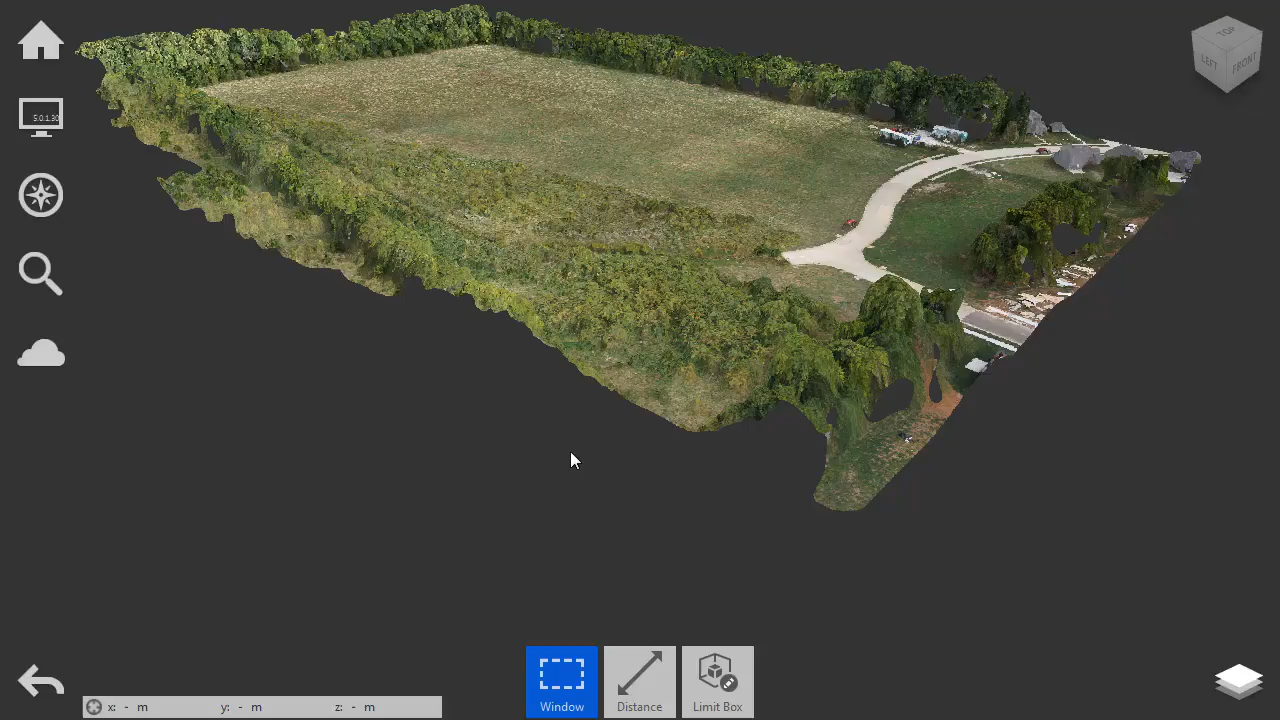 TOP
LEFT
FRONT
5.0.1.30
x: - m y: - m z: - m
Window
Distance
Limit Box